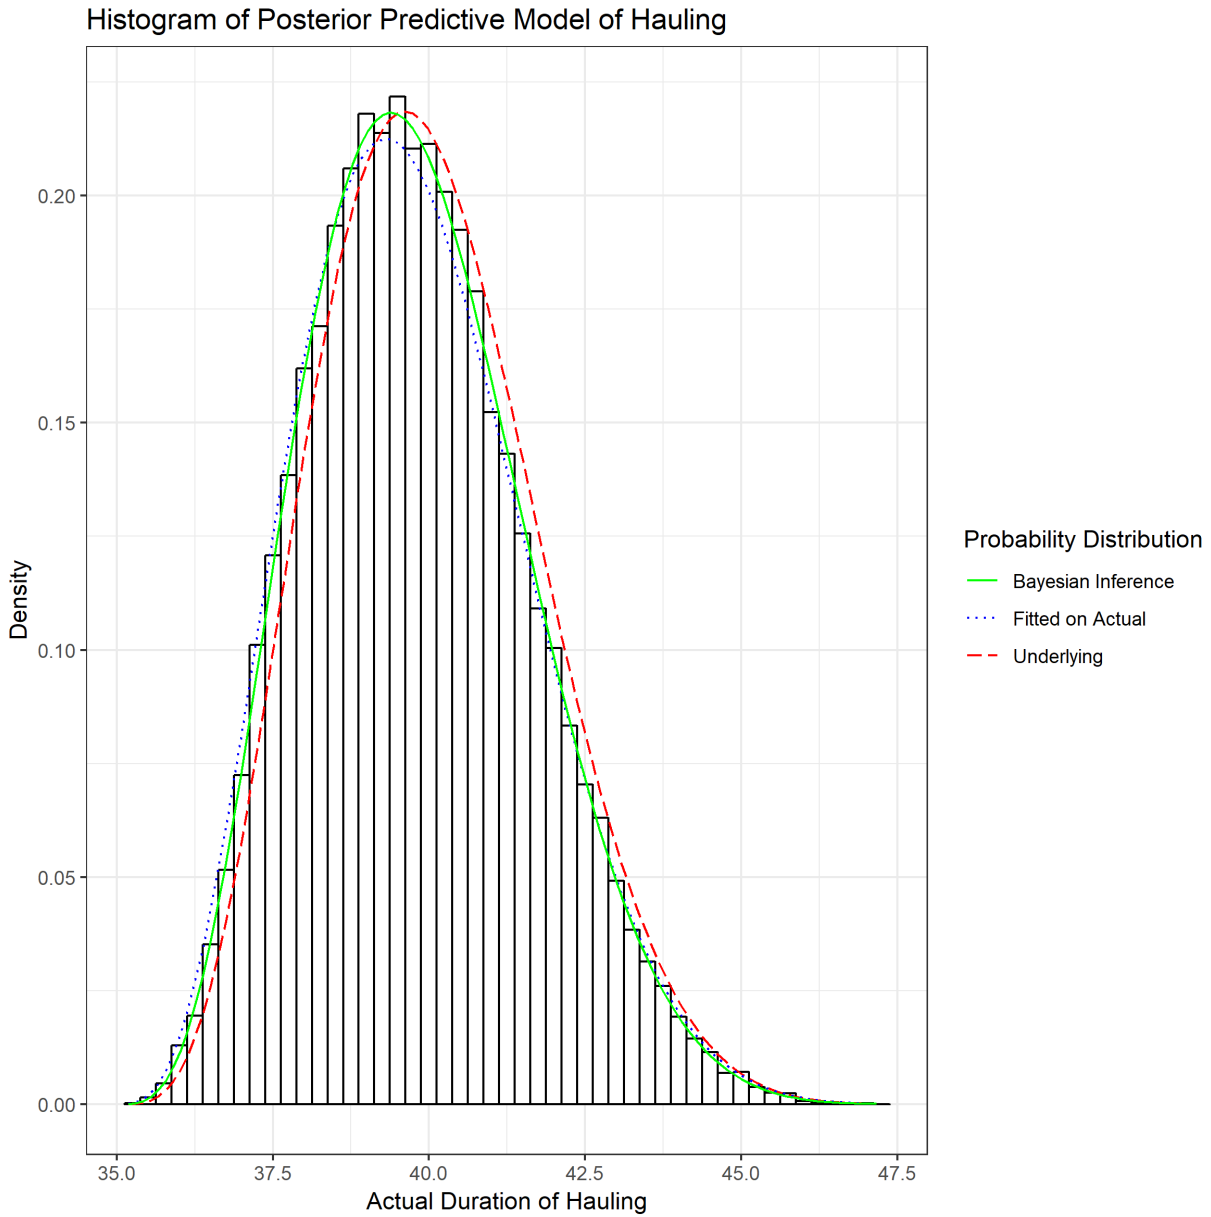 Histogram of Posterior Predictive Model of Hauling
Density
0.20
0.15
0.10
0.05
0.00
35.0 37.5 40.0 42.5 45.0 47.5
Actual Duration of Hauling
Probability Distribution
Bayesian Inference
Fitted on Actual
Underlying